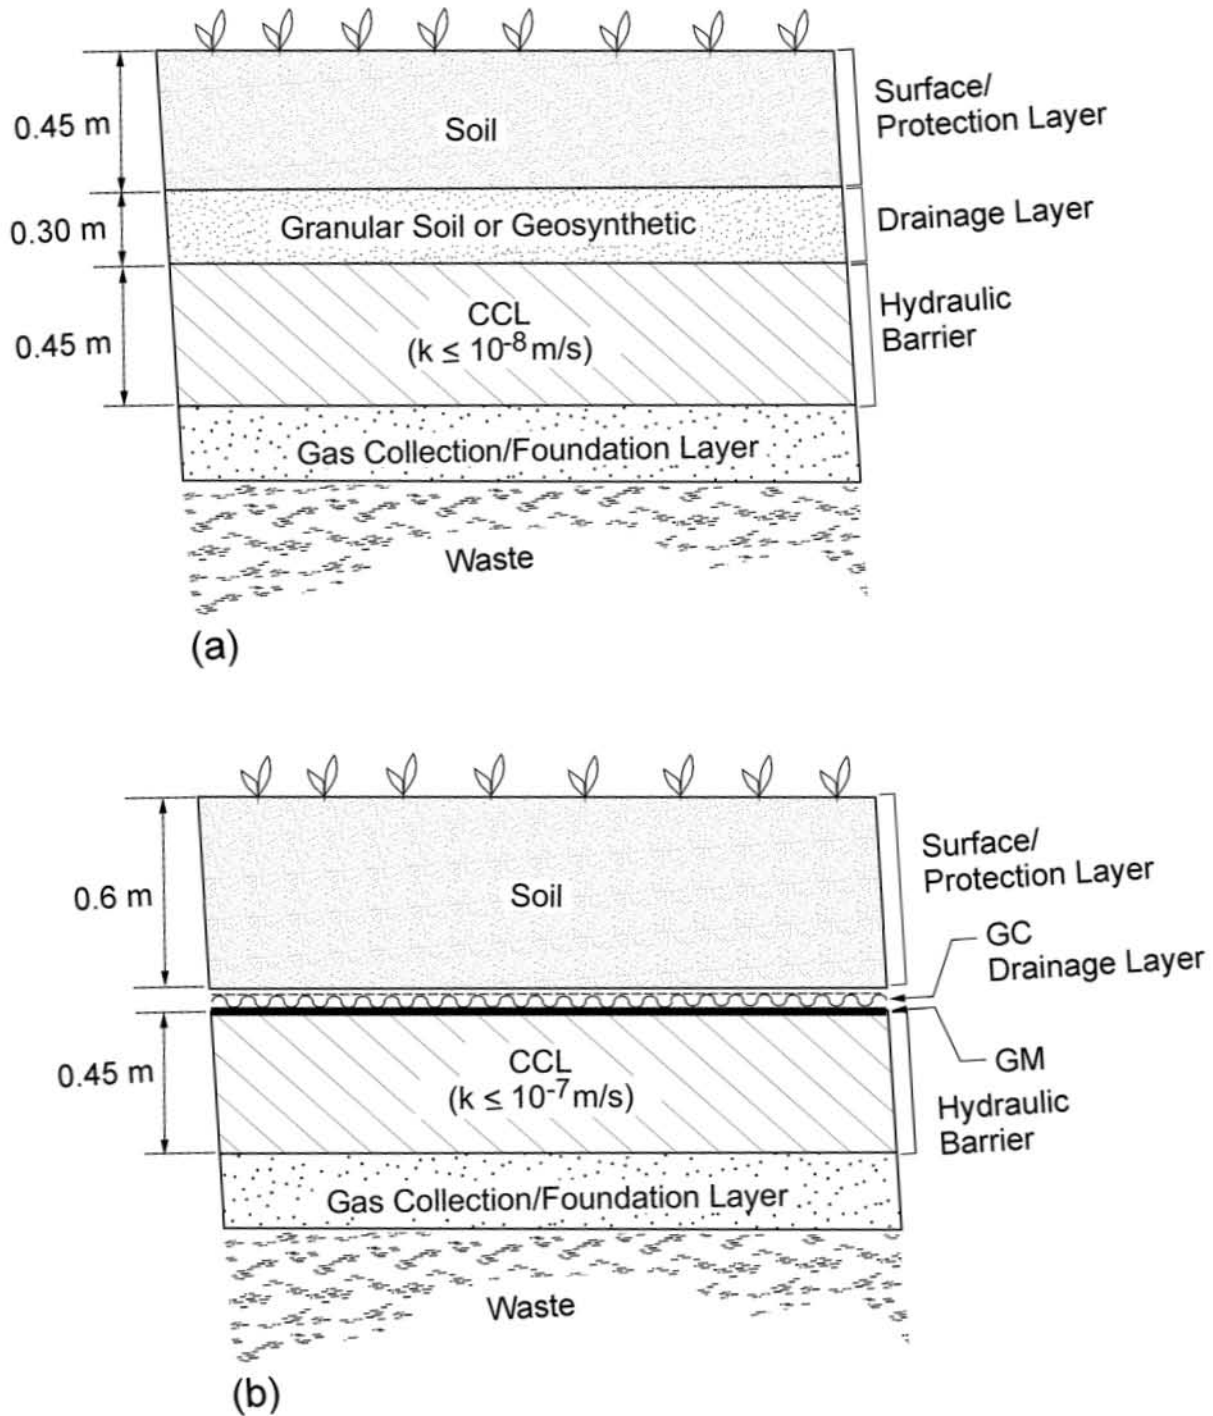 0.45 m
Soil
Surface/
Protection Layer
0.30 m
Granular Soil or Geosynthetic
Drainage Layer
0.45 m
CCL
(k ≤ 10⁻⁸ m/s)
Hydraulic
Barrier
Gas Collection/Foundation Layer
Waste
(a)
0.6 m
Soil
Surface/
Protection Layer
GC
Drainage Layer
GM
0.45 m
CCL
(k ≤ 10⁻⁷ m/s)
Hydraulic
Barrier
Gas Collection/Foundation Layer
Waste
(b)